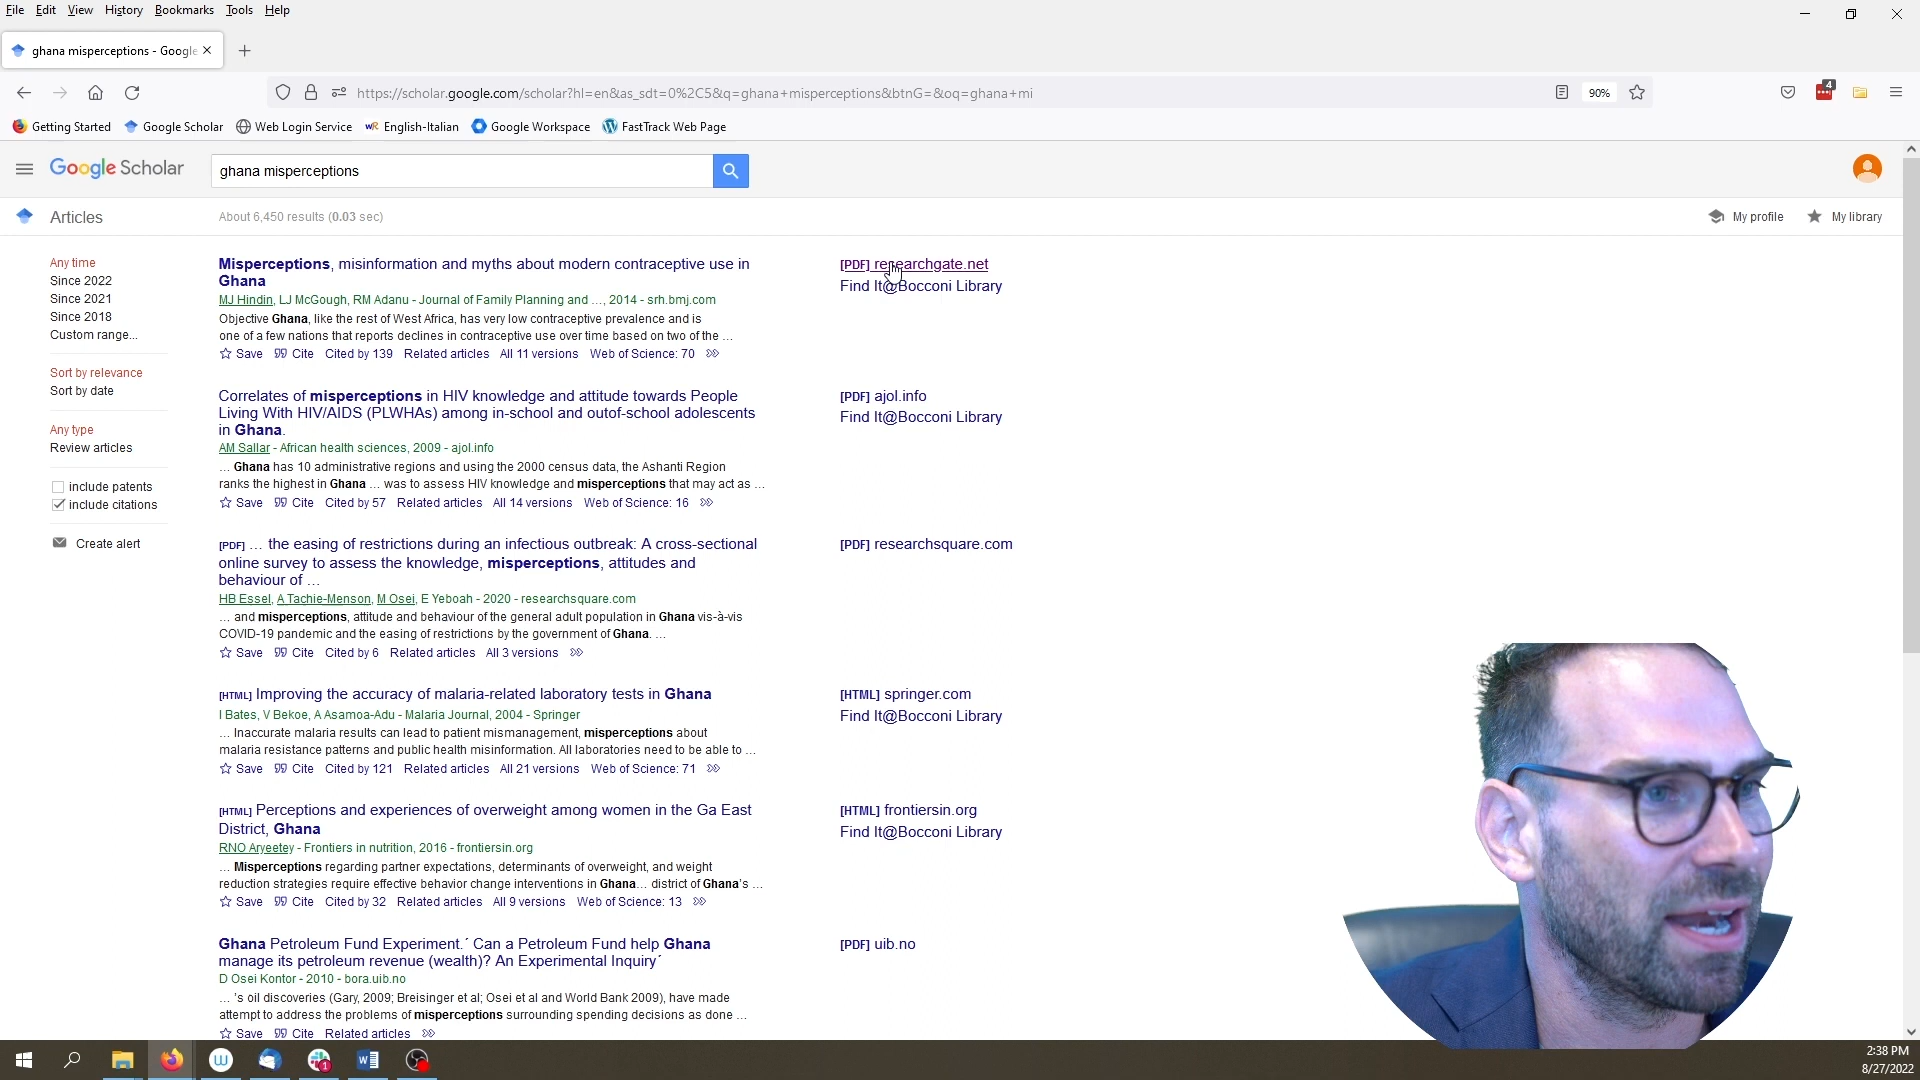 File Edit View History Bookmarks Tools Help
ghana misperceptions - Google
https://scholar.google.com/scholar?hl=en&as_sdt=0%2C5&q=ghana+misperceptions&btnG=&oq=ghana+mi
90%
4
Getting Started Google Scholar Web Login Service English-Italian Google Workspace FastTrack Web Page
Google Scholar
ghana misperceptions
Articles
About 6,450 results (0.03 sec)
My profile My library
Any time
Since 2022
Since 2021
Since 2018
Custom range...
Sort by relevance
Sort by date
Any type
Review articles
include patents
include citations
Create alert
Misperceptions, misinformation and myths about modern contraceptive use in
Ghana
MJ Hindin, LJ McGough, RM Adanu - Journal of Family Planning and …, 2014 - srh.bmj.com
Objective Ghana, like the rest of West Africa, has very low contraceptive prevalence and is
one of a few nations that reports declines in contraceptive use over time based on two of the …
Save Cite Cited by 139 Related articles All 11 versions Web of Science: 70
[PDF] researchgate.net
Find It@Bocconi Library
Correlates of misperceptions in HIV knowledge and attitude towards People
Living With HIV/AIDS (PLWHAs) among in-school and outof-school adolescents
in Ghana.
AM Sallar - African health sciences, 2009 - ajol.info
… Ghana has 10 administrative regions and using the 2000 census data, the Ashanti Region
ranks the highest in Ghana … was to assess HIV knowledge and misperceptions that may act as …
Save Cite Cited by 57 Related articles All 14 versions Web of Science: 16
[PDF] ajol.info
Find It@Bocconi Library
[PDF] … the easing of restrictions during an infectious outbreak: A cross-sectional
online survey to assess the knowledge, misperceptions, attitudes and
behaviour of …
HB Essel, A Tachie-Menson, M Osei, E Yeboah - 2020 - researchsquare.com
… and misperceptions, attitude and behaviour of the general adult population in Ghana vis-à-vis
COVID-19 pandemic and the easing of restrictions by the government of Ghana. …
Save Cite Cited by 6 Related articles All 3 versions
[PDF] researchsquare.com
[HTML] Improving the accuracy of malaria-related laboratory tests in Ghana
I Bates, V Bekoe, A Asamoa-Adu - Malaria Journal, 2004 - Springer
… Inaccurate malaria results can lead to patient mismanagement, misperceptions about
malaria resistance patterns and public health misinformation. All laboratories need to be able to …
Save Cite Cited by 121 Related articles All 21 versions Web of Science: 71
[HTML] springer.com
Find It@Bocconi Library
[HTML] Perceptions and experiences of overweight among women in the Ga East
District, Ghana
RNO Aryeetey - Frontiers in nutrition, 2016 - frontiersin.org
… Misperceptions regarding partner expectations, determinants of overweight, and weight
reduction strategies require effective behavior change interventions in Ghana… district of Ghana's …
Save Cite Cited by 32 Related articles All 9 versions Web of Science: 13
[HTML] frontiersin.org
Find It@Bocconi Library
Ghana Petroleum Fund Experiment.´ Can a Petroleum Fund help Ghana
manage its petroleum revenue (wealth)? An Experimental Inquiry´
D Osei Kontor - 2010 - bora.uib.no
… 's oil discoveries (Gary, 2009; Breisinger et al; Osei et al and World Bank 2009), have made
attempt to address the problems of misperceptions surrounding spending decisions as done …
Save Cite Related articles
[PDF] uib.no
2:38 PM
8/27/2022